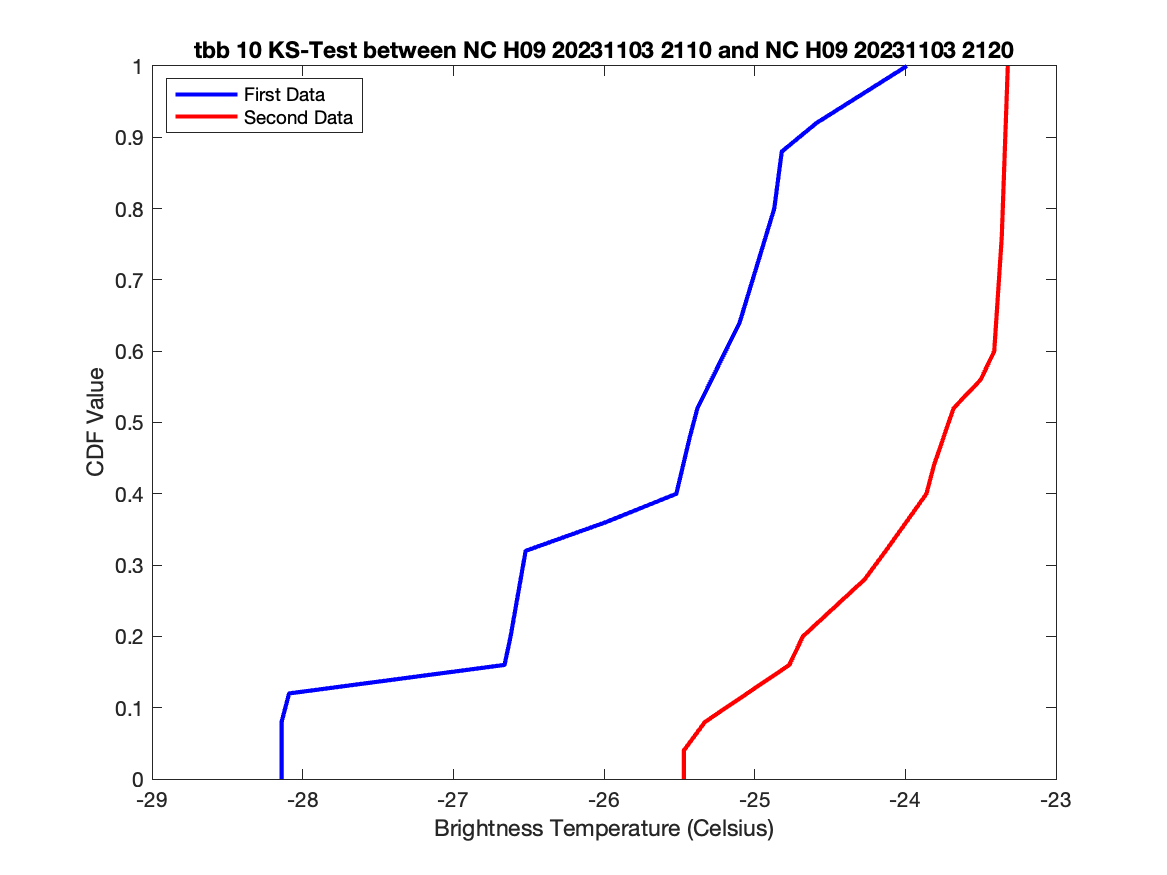 tbb 10 KS-Test between NC H09 20231103 2110 and NC H09 20231103 2120
First Data
Second Data
1
0.9
0.8
0.7
0.6
0.5
0.4
0.3
0.2
0.1
0
CDF Value
-29 -28 -27 -26 -25 -24 -23
Brightness Temperature (Celsius)